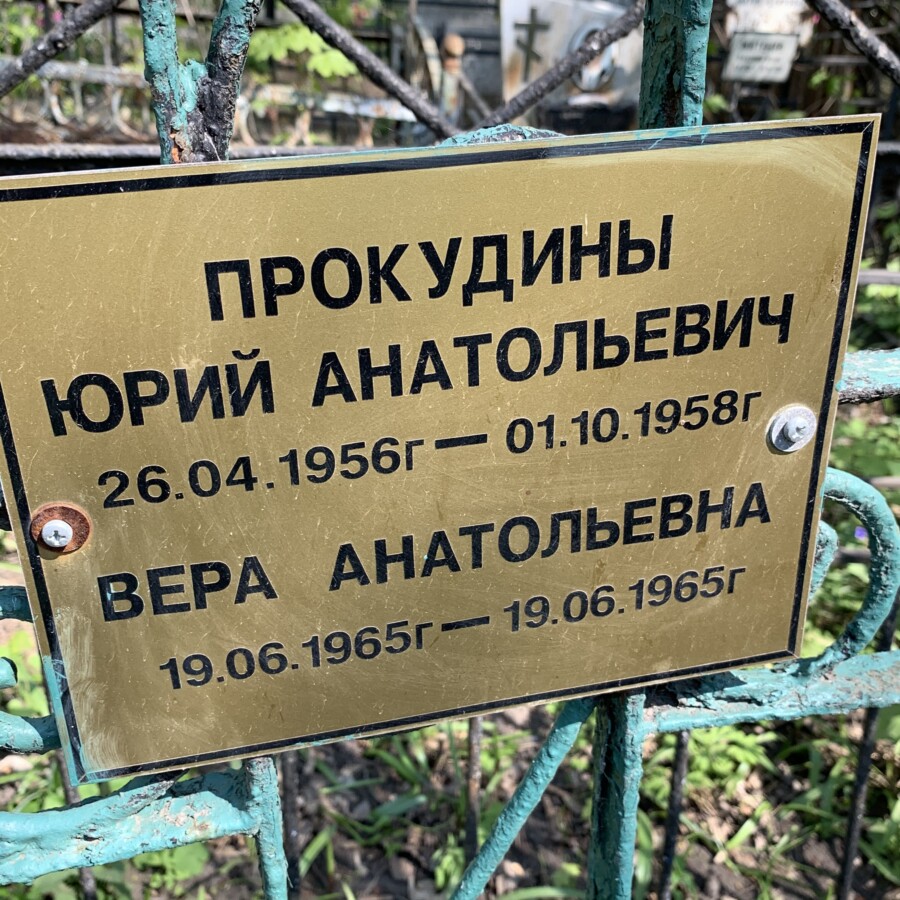 ПРОКУДИНЫ
ЮРИЙ АНАТОЛЬЕВИЧ
26.04.1956г — 01.10.1958г
ВЕРА АНАТОЛЬЕВНА
19.06.1965г — 19.06.1965г